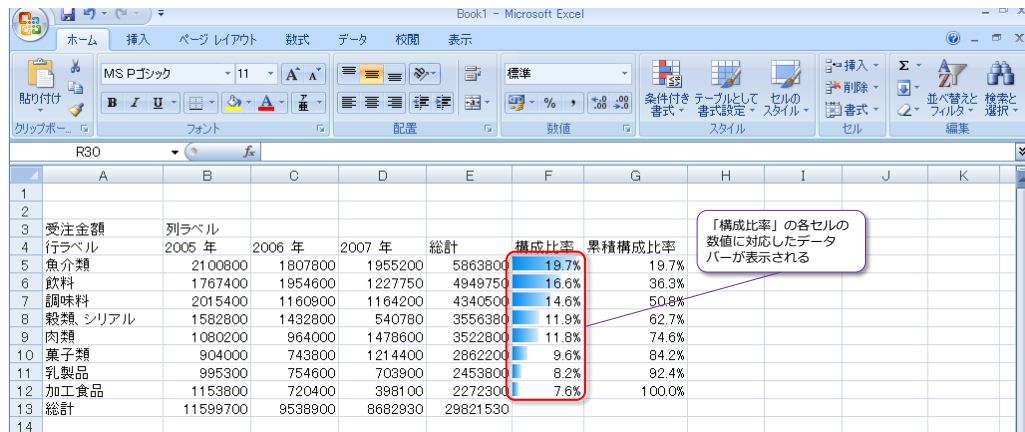 Book1 - Microsoft Excel
ホーム 挿入 ページ レイアウト 数式 データ 校閲 表示
貼り付け MS Pゴシック 11 標準 条件付き 書式 テーブルとして 書式設定 セルの スタイル 挿入 削除 書式 並べ替えと フィルタ 検索と 選択
B I U A 亜 % ,
クリップボー... フォント 配置 数値 スタイル セル 編集
R30 fx
A B C D E F G H I J K
1
2
3 受注金額 列ラベル
4 行ラベル 2005 年 2006 年 2007 年 総計 構成比率 累積構成比率
5 魚介類 2100800 1807800 1955200 5863800 19.7% 19.7%
6 飲料 1767400 1954600 1227750 4949750 16.6% 36.3%
7 調味料 2015400 1160900 1164200 4340500 14.6% 50.8%
8 穀類、シリアル 1582800 1432800 540780 3556380 11.9% 62.7%
9 肉類 1080200 964000 1478600 3522800 11.8% 74.6%
10 菓子類 904000 743800 1214400 2862200 9.6% 84.2%
11 乳製品 995300 754600 703900 2453800 8.2% 92.4%
12 加工食品 1153800 720400 398100 2272300 7.6% 100.0%
13 総計 11599700 9538900 8682930 29821530
14
「構成比率」の各セルの
数値に対応したデータ
バーが表示される